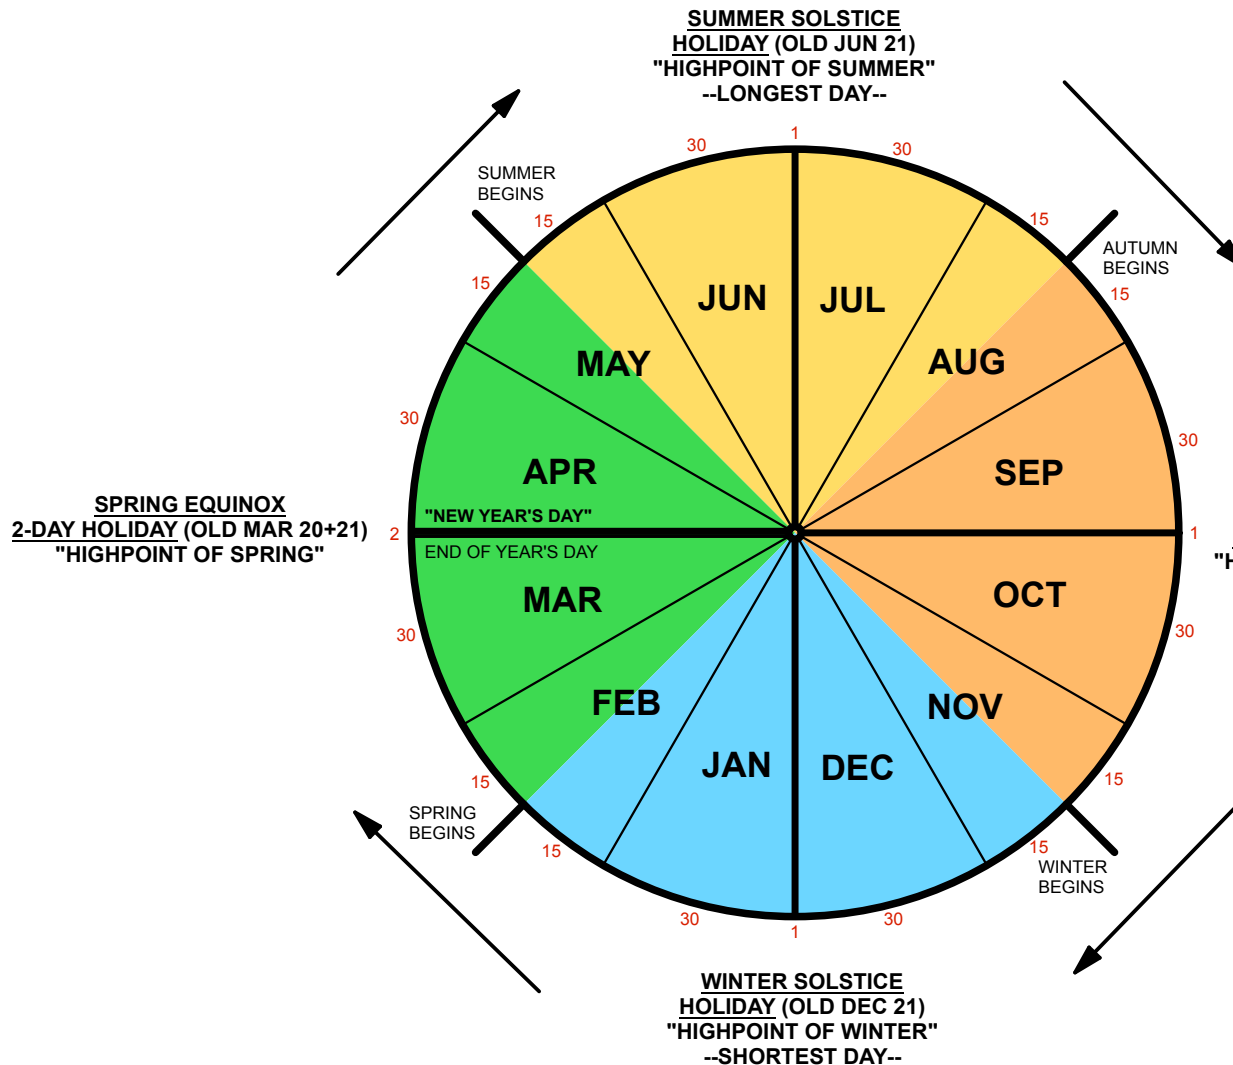 SUMMER SOLSTICE
HOLIDAY (OLD JUN 21)
"HIGHPOINT OF SUMMER"
--LONGEST DAY--
1
30
30
SUMMER
BEGINS
15
15
15
AUTUMN
BEGINS
15
JUN
JUL
MAY
AUG
30
30
APR
SEP
SPRING EQUINOX
2-DAY HOLIDAY (OLD MAR 20+21)
"HIGHPOINT OF SPRING"
"NEW YEAR'S DAY"
2
1
END OF YEAR'S DAY
"H
MAR
OCT
30
30
FEB
NOV
JAN
DEC
15
15
SPRING
BEGINS
15
15
WINTER
BEGINS
30
30
1
WINTER SOLSTICE
HOLIDAY (OLD DEC 21)
"HIGHPOINT OF WINTER"
--SHORTEST DAY--